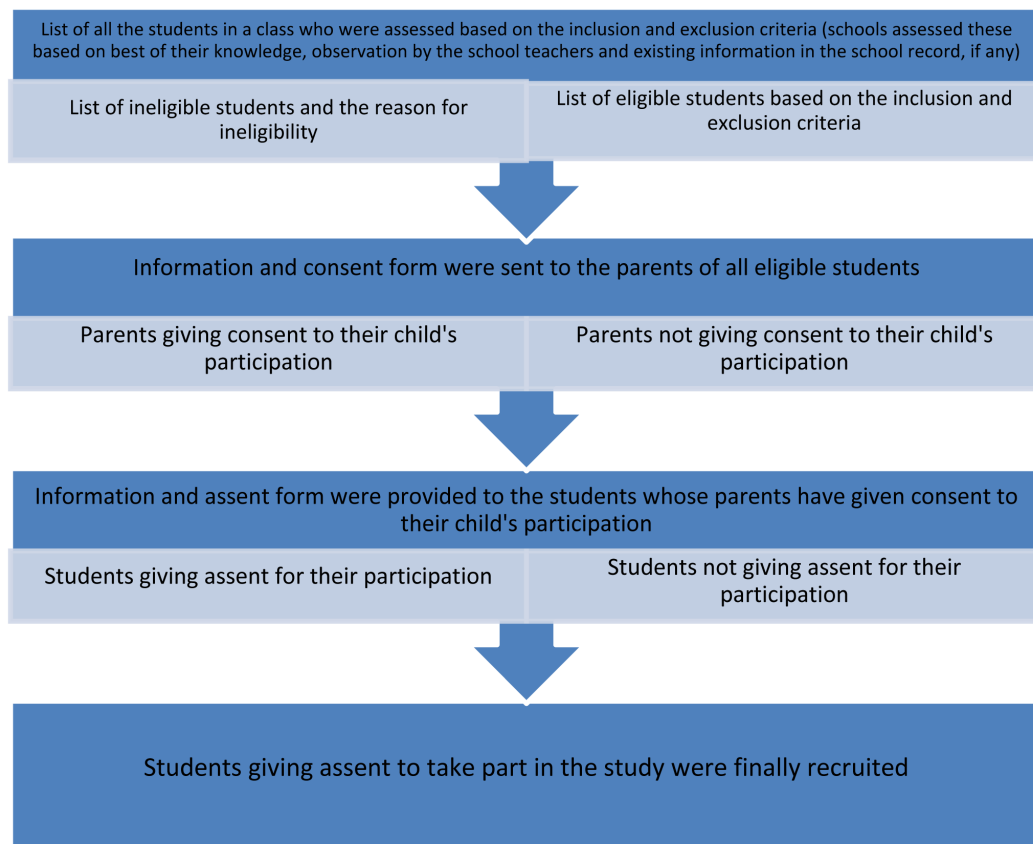 List of all the students in a class who were assessed based on the inclusion and exclusion criteria (schools assessed these
based on best of their knowledge, observation by the school teachers and existing information in the school record, if any)
List of ineligible students and the reason for
ineligibility
List of eligible students based on the inclusion and
exclusion criteria
Information and consent form were sent to the parents of all eligible students
Parents giving consent to their child's
participation
Parents not giving consent to their child's
participation
Information and assent form were provided to the students whose parents have given consent to
their child's participation
Students giving assent for their participation
Students not giving assent for their
participation
Students giving assent to take part in the study were finally recruited